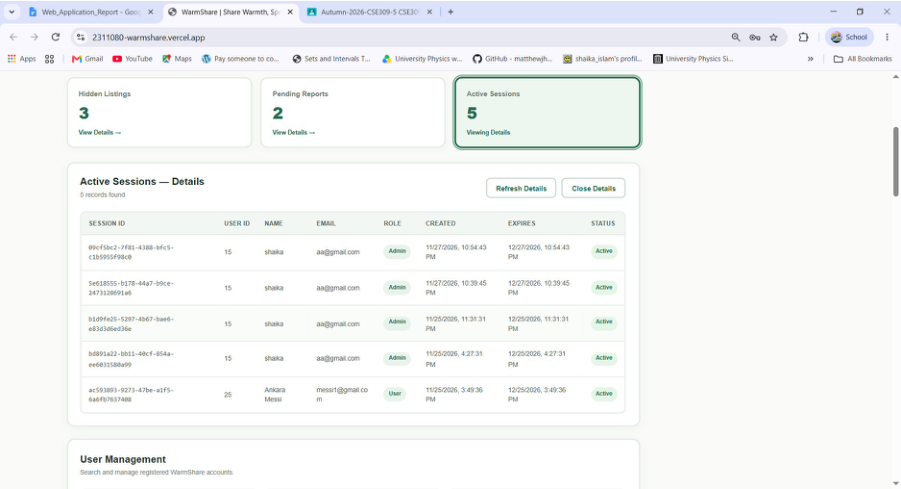 Web_Application_Report - Goo
WarmShare | Share Warmth, Sp
Autumn-2026-CSE309-5 CSE30
2311080-warmshare.vercel.app
School
Apps
Gmail
YouTube
Maps
Pay someone to co...
Sets and Intervals T...
University Physics w...
GitHub - matthewjh...
shaika_islam's profil...
University Physics Si...
All Bookmarks
Hidden Listings
3
View Details →
Pending Reports
2
View Details →
Active Sessions
5
Viewing Details
Active Sessions — Details
5 records found
Refresh Details
Close Details
SESSION ID USER ID NAME EMAIL ROLE CREATED EXPIRES STATUS
09cf5bc2-7f81-4388-bfc5- 15 shaika aa@gmail.com Admin 11/27/2026, 10:54:43 12/27/2026, 10:54:43 Active
c1b5955f98c0 PM PM
5e618555-b178-44a7-b9ce- 15 shaika aa@gmail.com Admin 11/27/2026, 10:39:45 12/27/2026, 10:39:45 Active
2473128691a6 PM PM
b1d9fe25-5297-4b67-bae6- 15 shaika aa@gmail.com Admin 11/25/2026, 11:31:31 12/25/2026, 11:31:31 Active
e83d3d6ed36e PM PM
bd891a22-bb11-40cf-854a- 15 shaika aa@gmail.com Admin 11/25/2026, 4:27:31 12/25/2026, 4:27:31 Active
ee6031580a99 PM PM
ac593893-9273-47be-a1f5- 25 Ankara messi1@gmail.co User 11/25/2026, 3:49:36 12/25/2026, 3:49:36 Active
6a6fb7637408 Messi m PM PM
User Management
Search and manage registered WarmShare accounts.